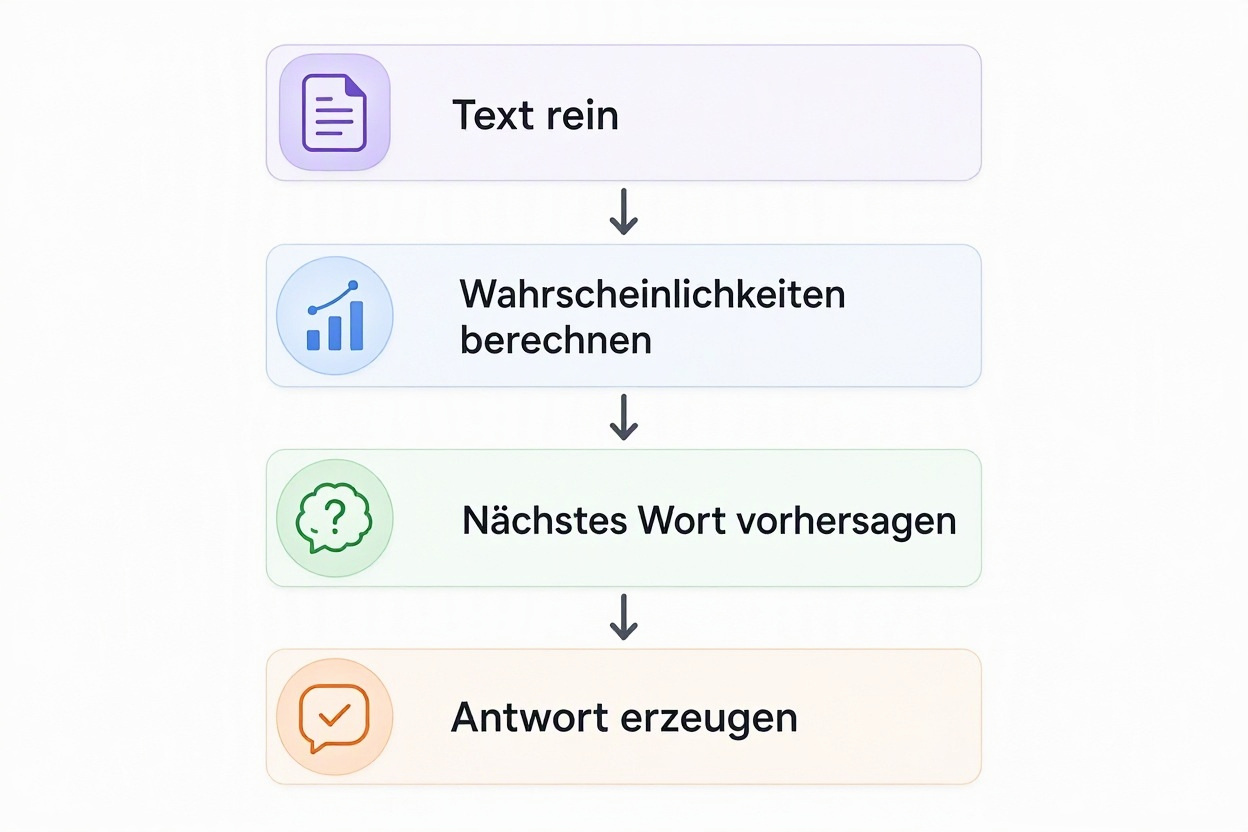 Text rein
Wahrscheinlichkeiten
berechnen
Nächstes Wort vorhersagen
Antwort erzeugen